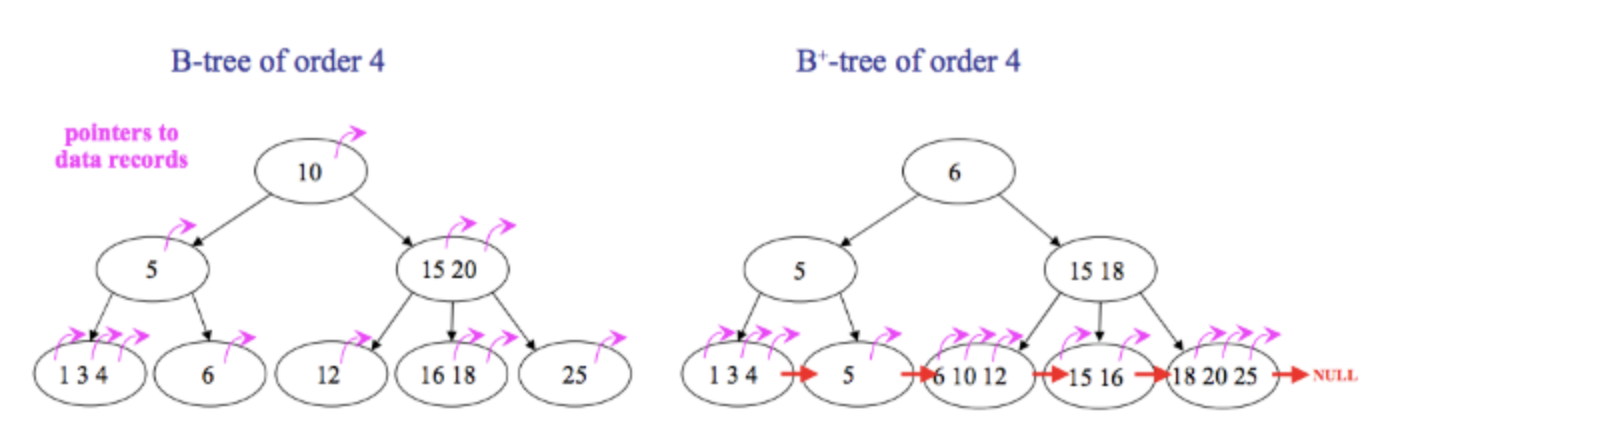 B-tree of order 4
B⁺-tree of order 4
pointers to
data records
10
5
15 20
1 3 4
6
12
16 18
25
6
5
15 18
1 3 4
5
6 10 12
15 16
18 20 25
NULL